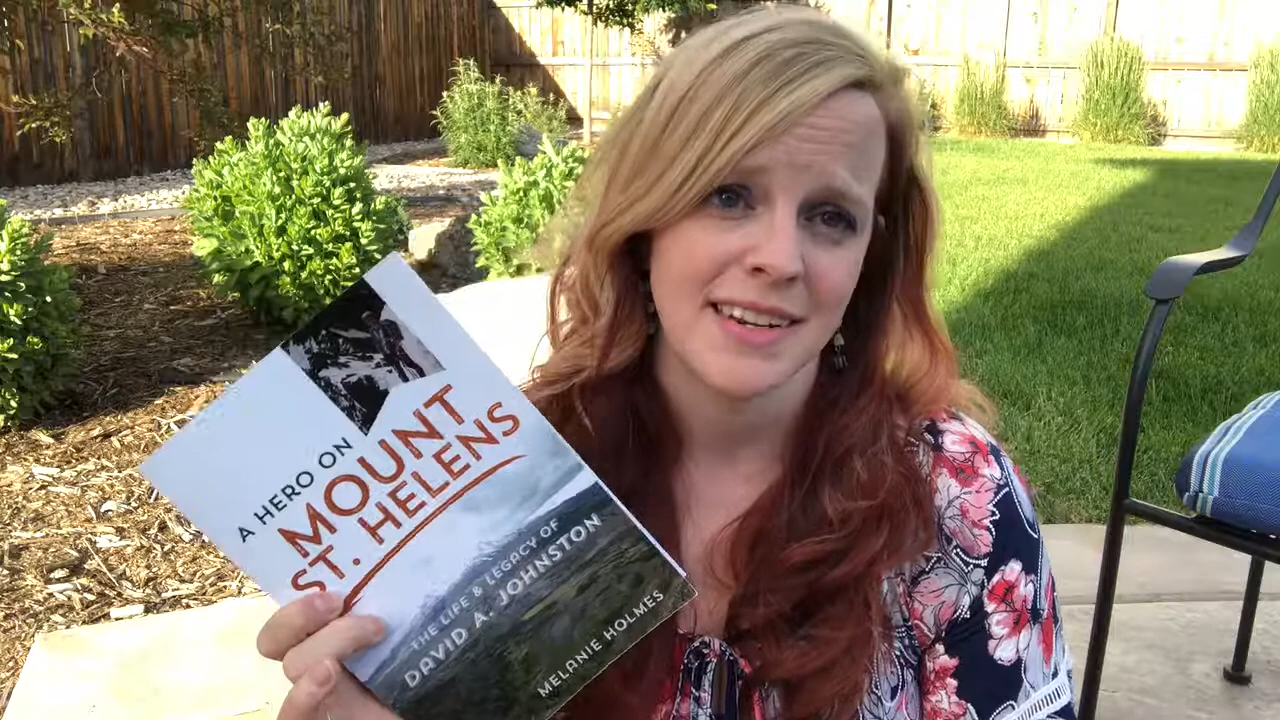 A HERO ON
MOUNT
ST. HELENS
THE LIFE & LEGACY OF
DAVID A. JOHNSTON
MELANIE HOLMES